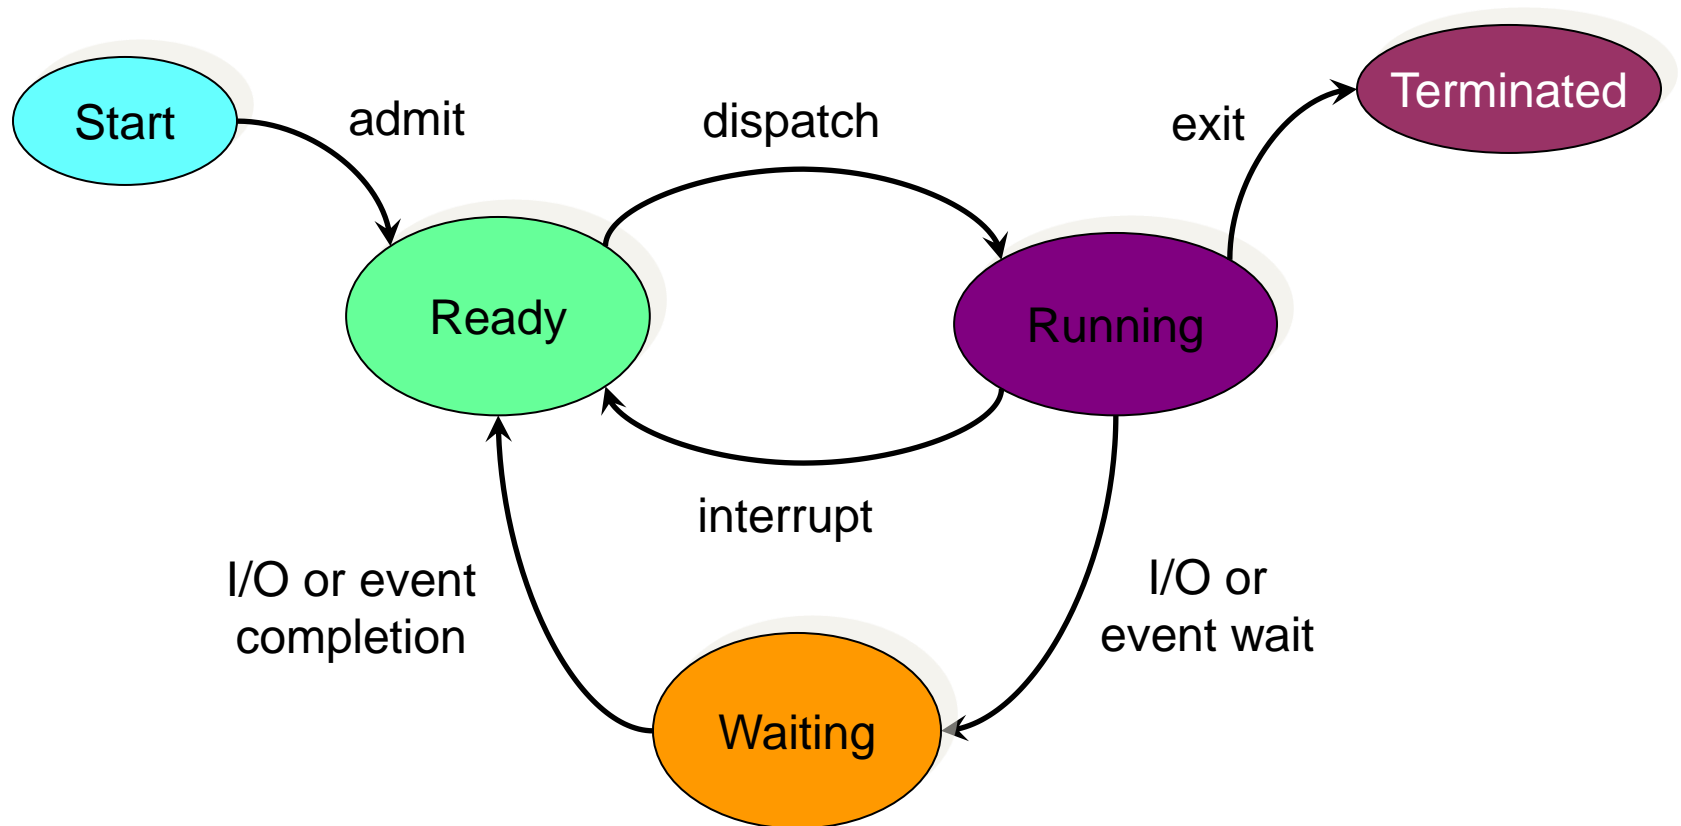 Start
admit
dispatch
exit
Terminated
Ready
Running
interrupt
I/O or event
completion
I/O or
event wait
Waiting